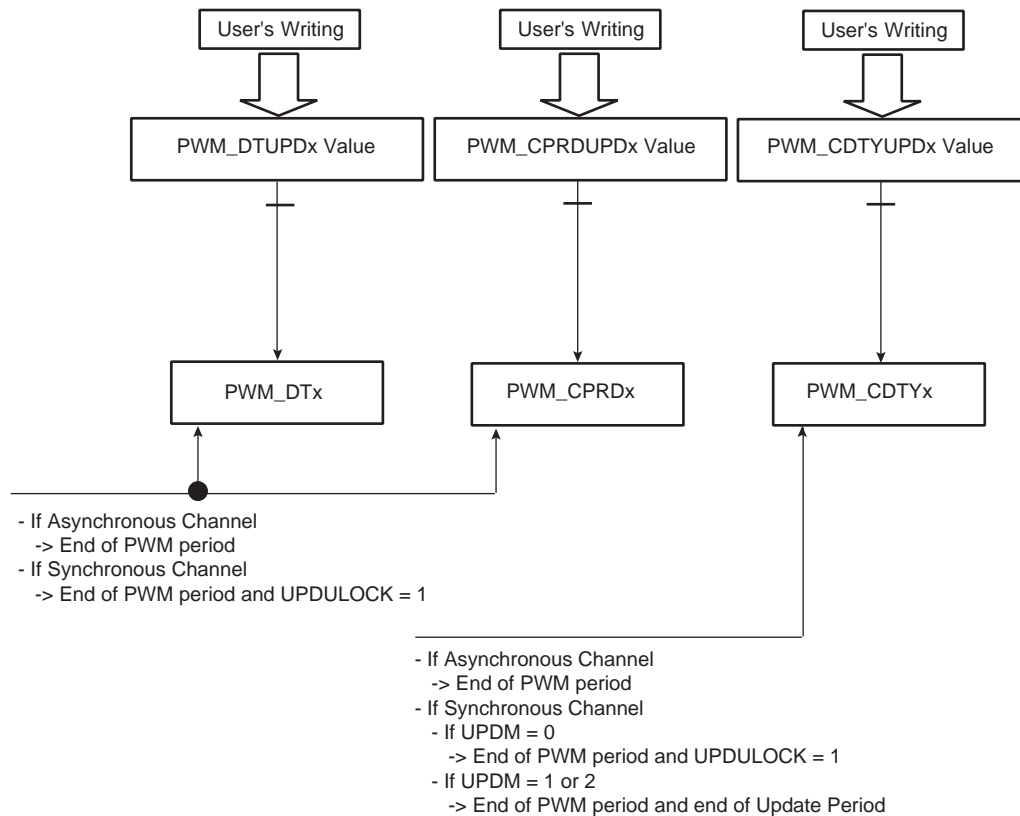 User's Writing
User's Writing
User's Writing
PWM_DTUPDx Value
PWM_CPRDUPDx Value
PWM_CDTYUPDx Value
PWM_DTx
PWM_CPRDx
PWM_CDTYx
- If Asynchronous Channel
-> End of PWM period
- If Synchronous Channel
-> End of PWM period and UPDULOCK = 1
- If Asynchronous Channel
-> End of PWM period
- If Synchronous Channel
- If UPDM = 0
-> End of PWM period and UPDULOCK = 1
- If UPDM = 1 or 2
-> End of PWM period and end of Update Period